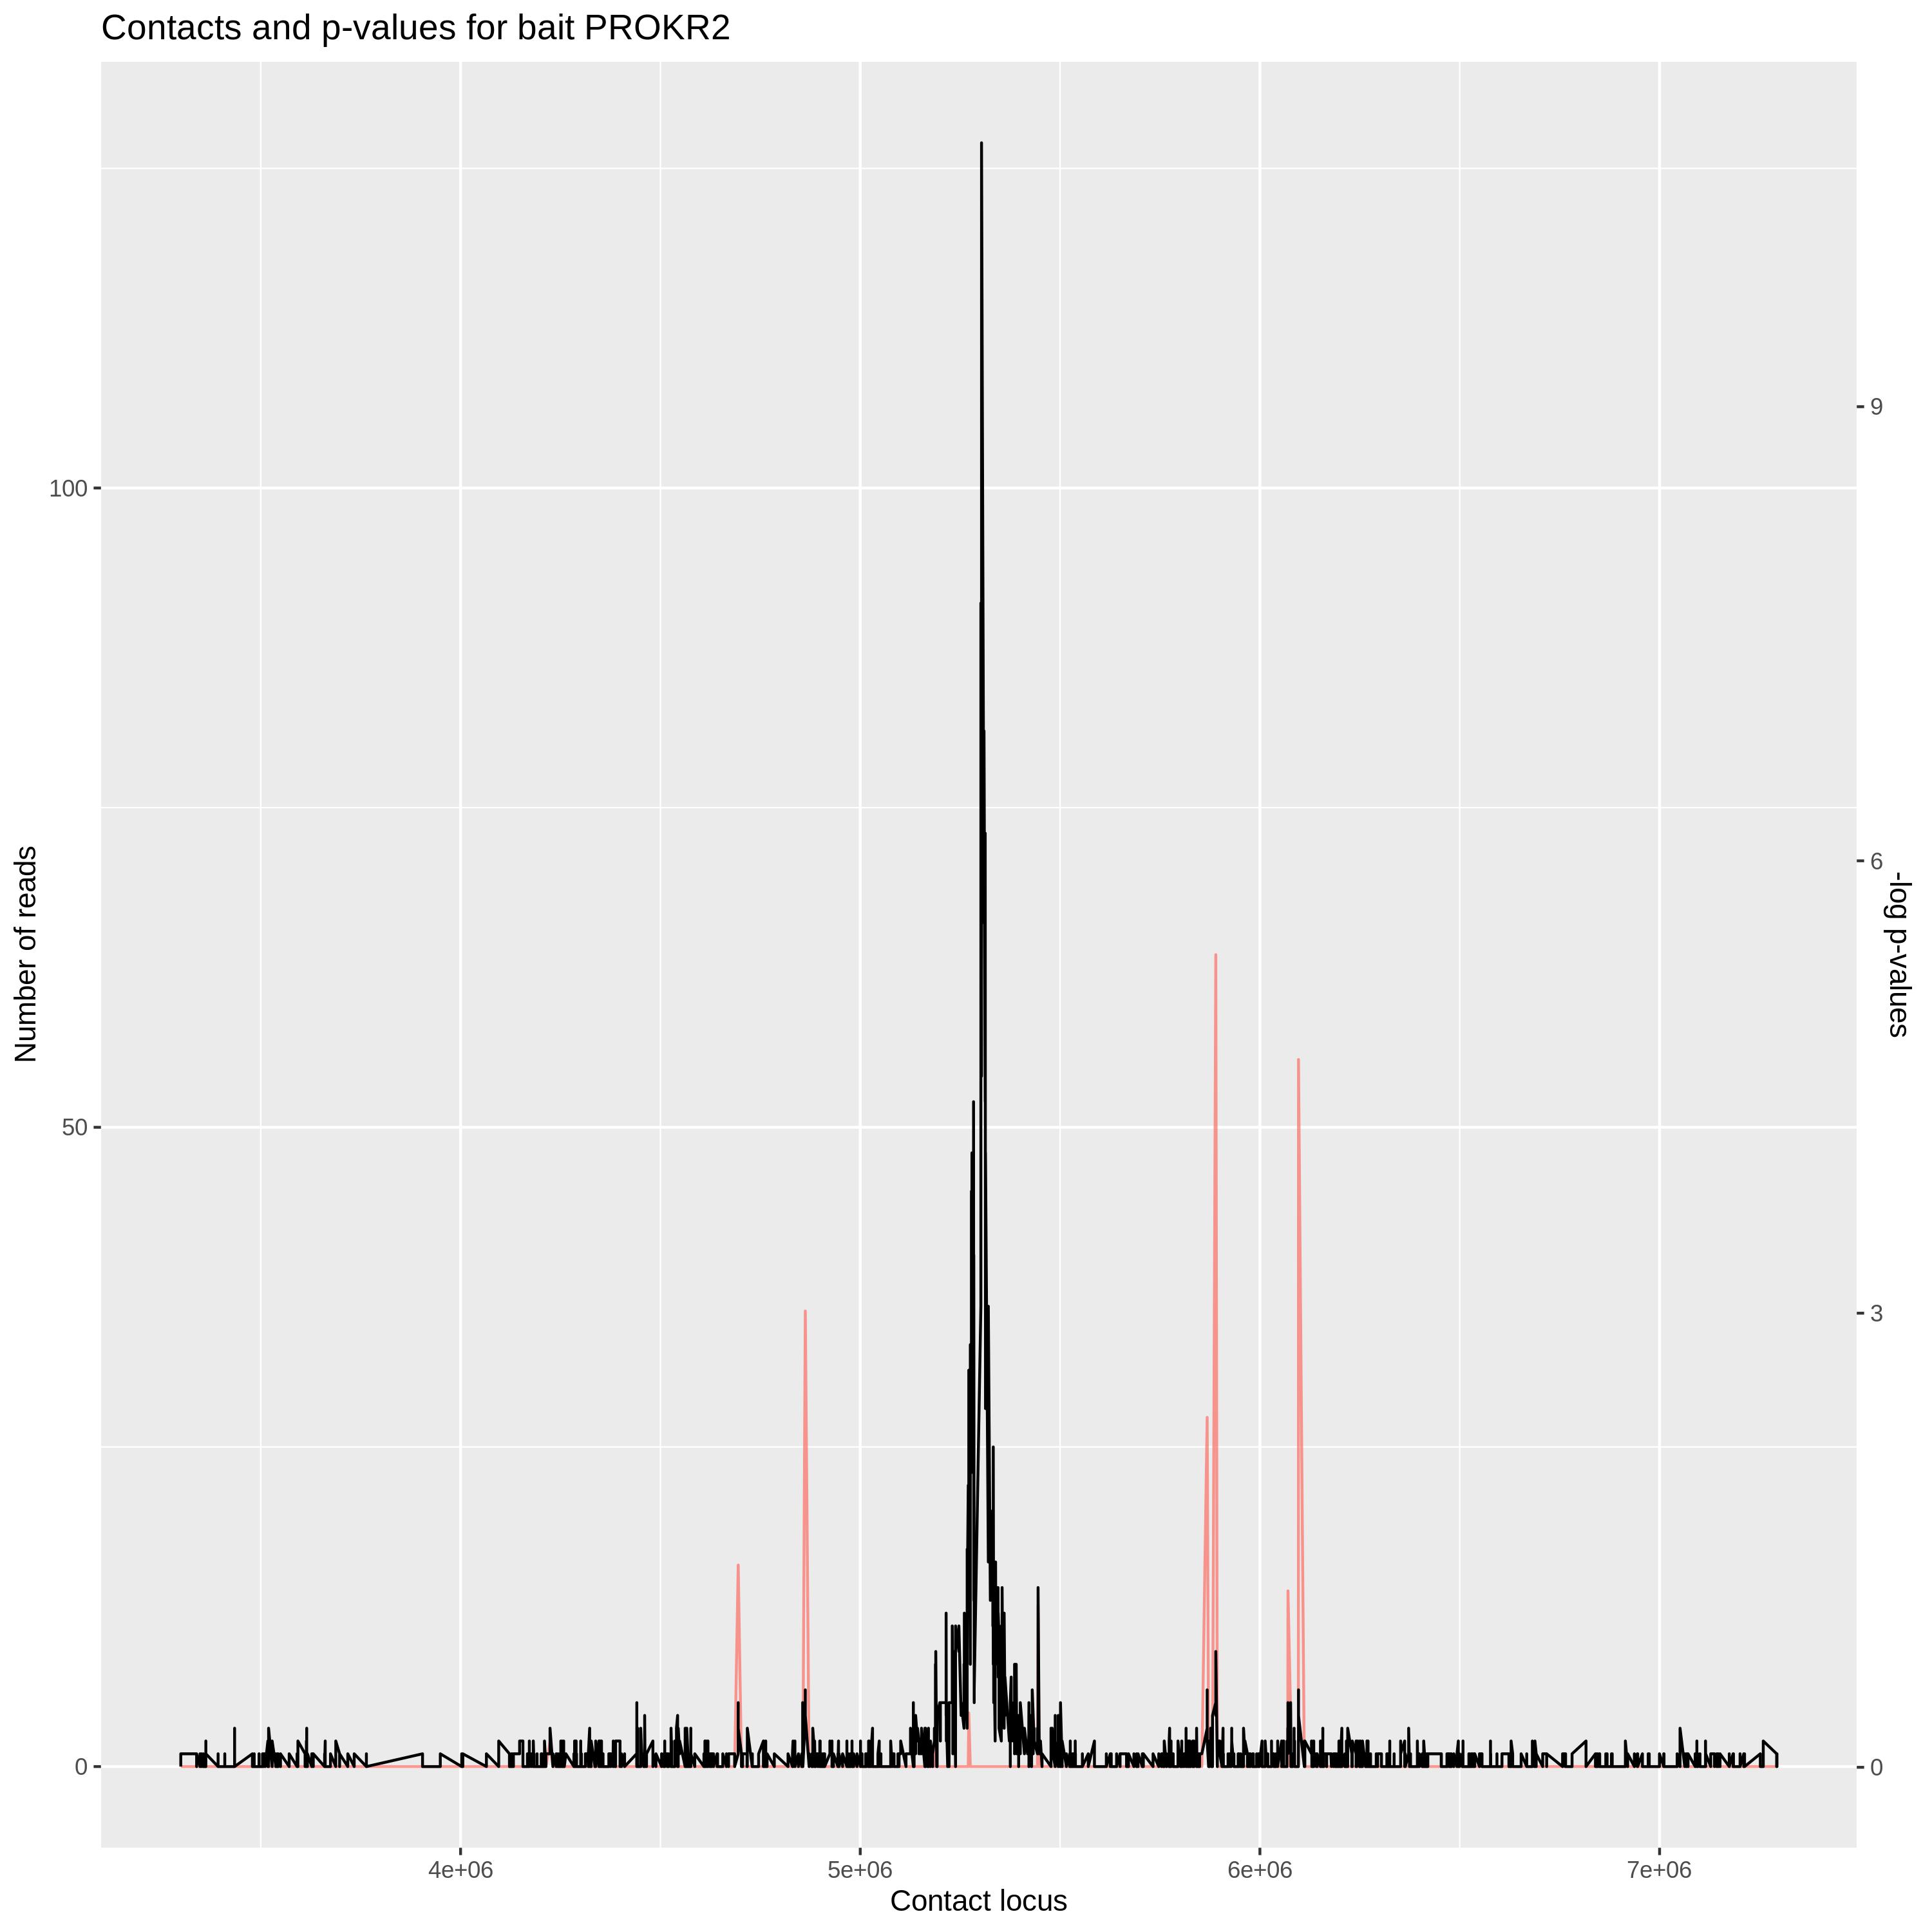 Contacts and p-values for bait PROKR2
Number of reads
100
50
0
9
6
3
0
-log p-values
4e+06
5e+06
6e+06
7e+06
Contact locus